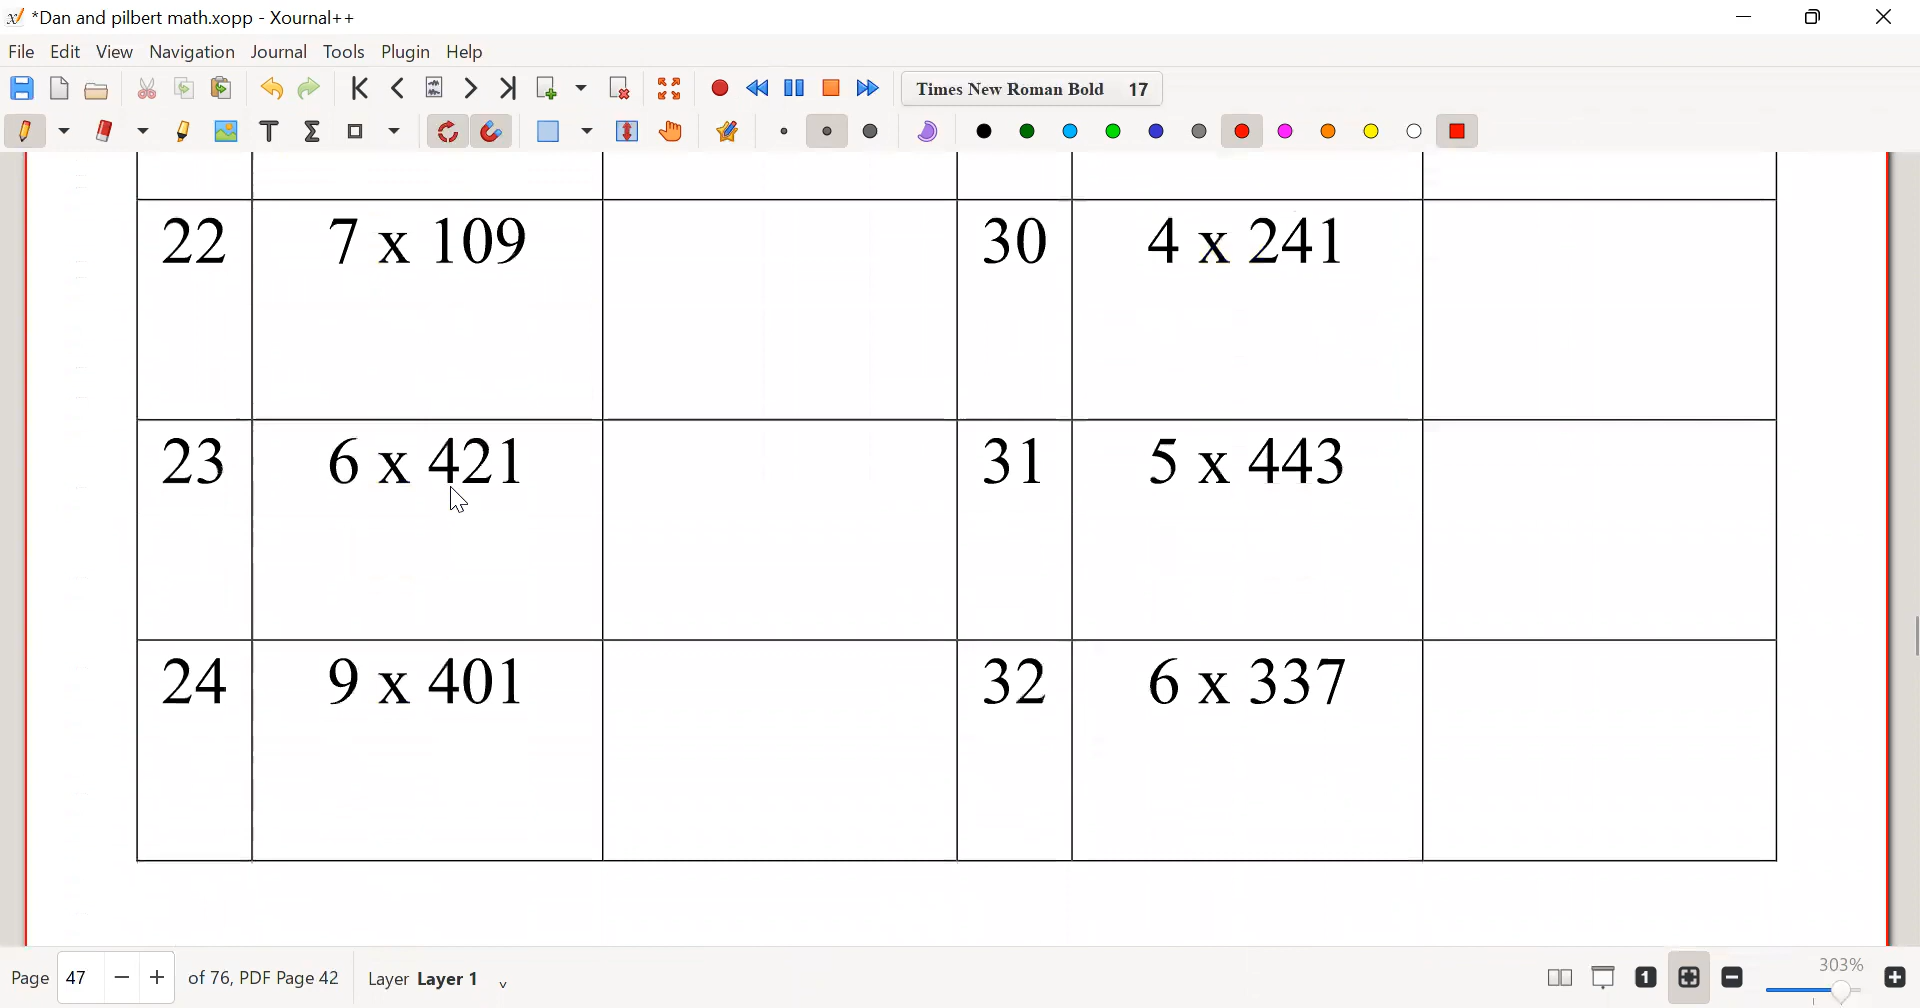 *Dan and pilbert math.xopp - Xournal++
File Edit View Navigation Journal Tools Plugin Help
Times New Roman Bold 17
22 7 x 109 30 4 x 241
23 6 x 421 31 5 x 443
24 9 x 401 32 6 x 337
303%
Page 47 of 76, PDF Page 42 Layer Layer 1